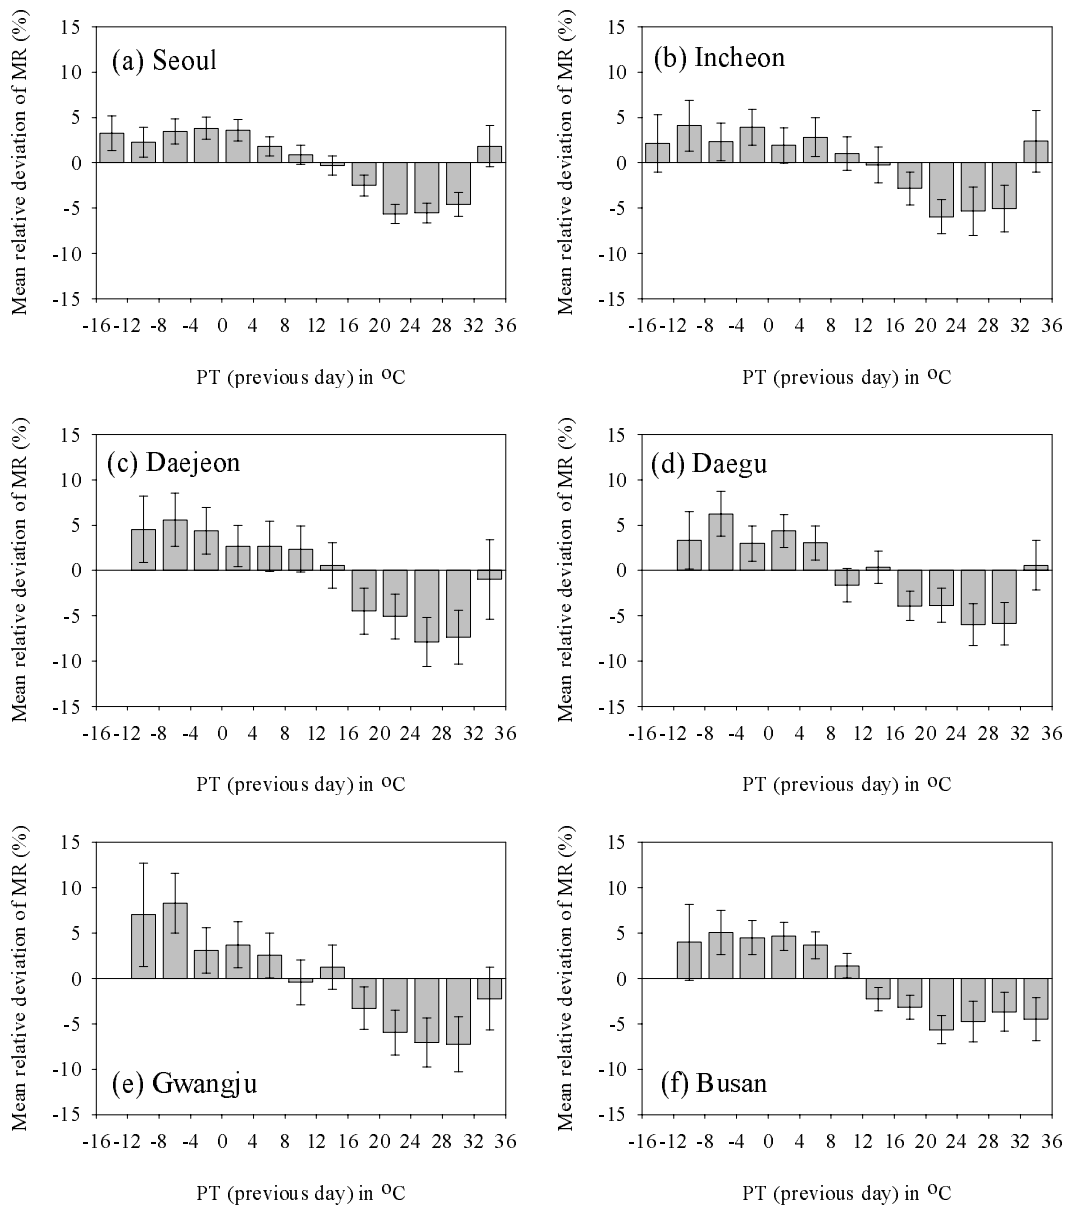 Mean relative deviation of MR (%)
15
10
5
0
-5
-10
-15
(a) Seoul
-16 -12 -8 -4 0 4 8 12 16 20 24 28 32 36
PT (previous day) in ºC
Mean relative deviation of MR (%)
15
10
5
0
-5
-10
-15
(b) Incheon
-16 -12 -8 -4 0 4 8 12 16 20 24 28 32 36
PT (previous day) in ºC
Mean relative deviation of MR (%)
15
10
5
0
-5
-10
-15
(c) Daejeon
-16 -12 -8 -4 0 4 8 12 16 20 24 28 32 36
PT (previous day) in ºC
Mean relative deviation of MR (%)
15
10
5
0
-5
-10
-15
(d) Daegu
-16 -12 -8 -4 0 4 8 12 16 20 24 28 32 36
PT (previous day) in ºC
Mean relative deviation of MR (%)
15
10
5
0
-5
-10
-15
(e) Gwangju
-16 -12 -8 -4 0 4 8 12 16 20 24 28 32 36
PT (previous day) in ºC
Mean relative deviation of MR (%)
15
10
5
0
-5
-10
-15
(f) Busan
-16 -12 -8 -4 0 4 8 12 16 20 24 28 32 36
PT (previous day) in ºC